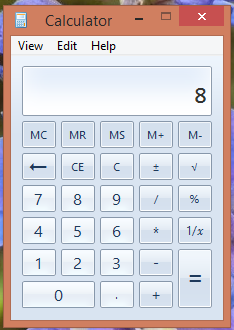 Calculator
View Edit Help
8
MC MR MS M+ M-
← CE C ± √
7 8 9 / %
4 5 6 * 1/x
1 2 3 - =
0 . +